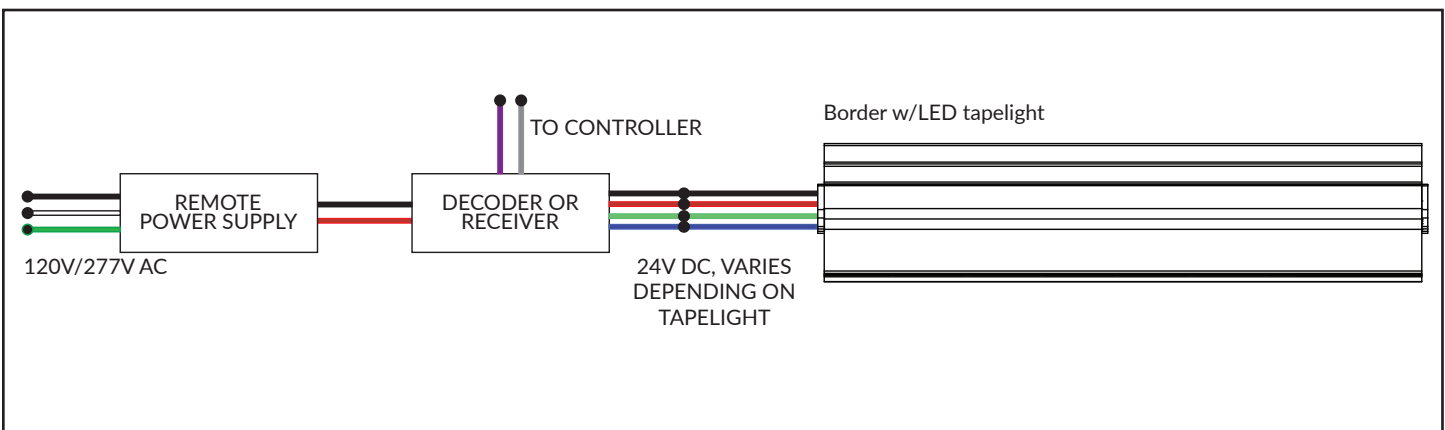 TO CONTROLLER
Border w/LED tapelight
REMOTE
POWER SUPPLY
DECODER OR
RECEIVER
120V/277V AC
24V DC, VARIES
DEPENDING ON
TAPELIGHT